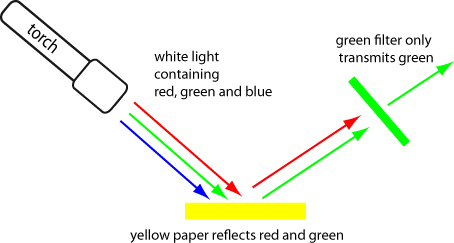 torch
white light
containing
red, green and blue
green filter only
transmits green
yellow paper reflects red and green